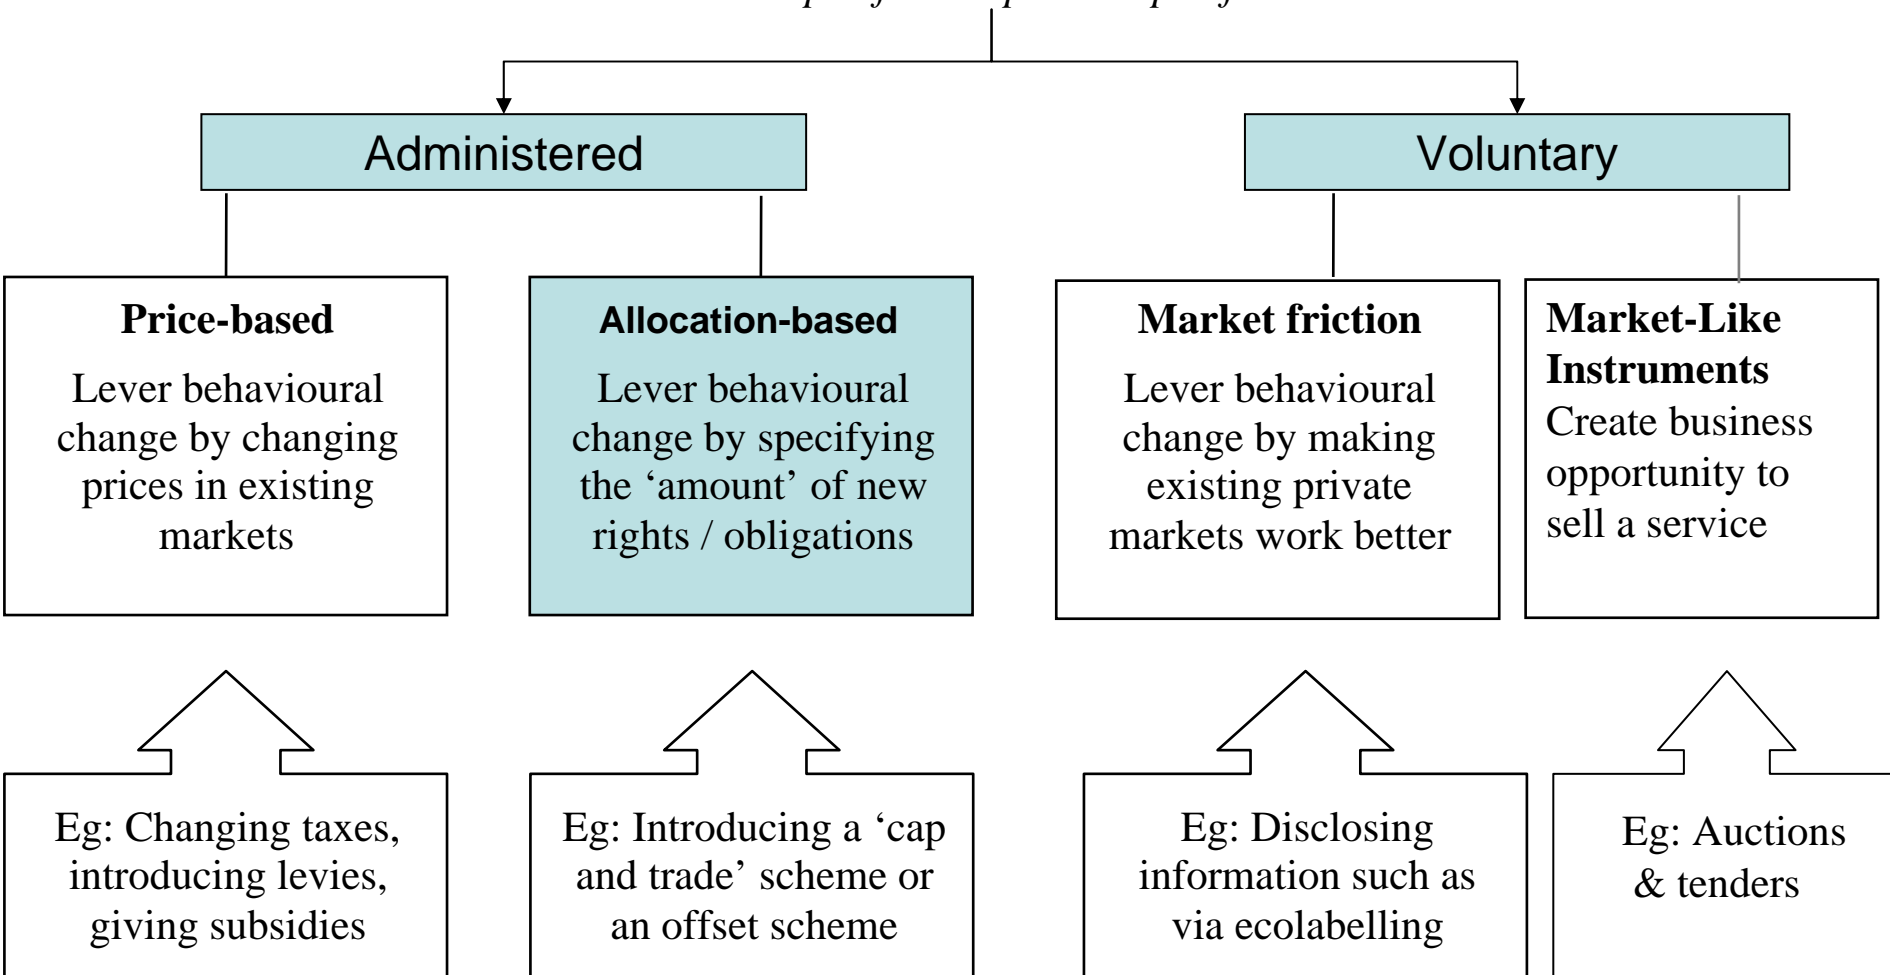 Administered
Voluntary
Price-based
Lever behavioural
change by changing
prices in existing
markets
Allocation-based
Lever behavioural
change by specifying
the ‘amount’ of new
rights / obligations
Market friction
Lever behavioural
change by making
existing private
markets work better
Market-Like
Instruments
Create business
opportunity to
sell a service
Eg: Changing taxes,
introducing levies,
giving subsidies
Eg: Introducing a ‘cap
and trade’ scheme or
an offset scheme
Eg: Disclosing
information such as
via ecolabelling
Eg: Auctions
& tenders